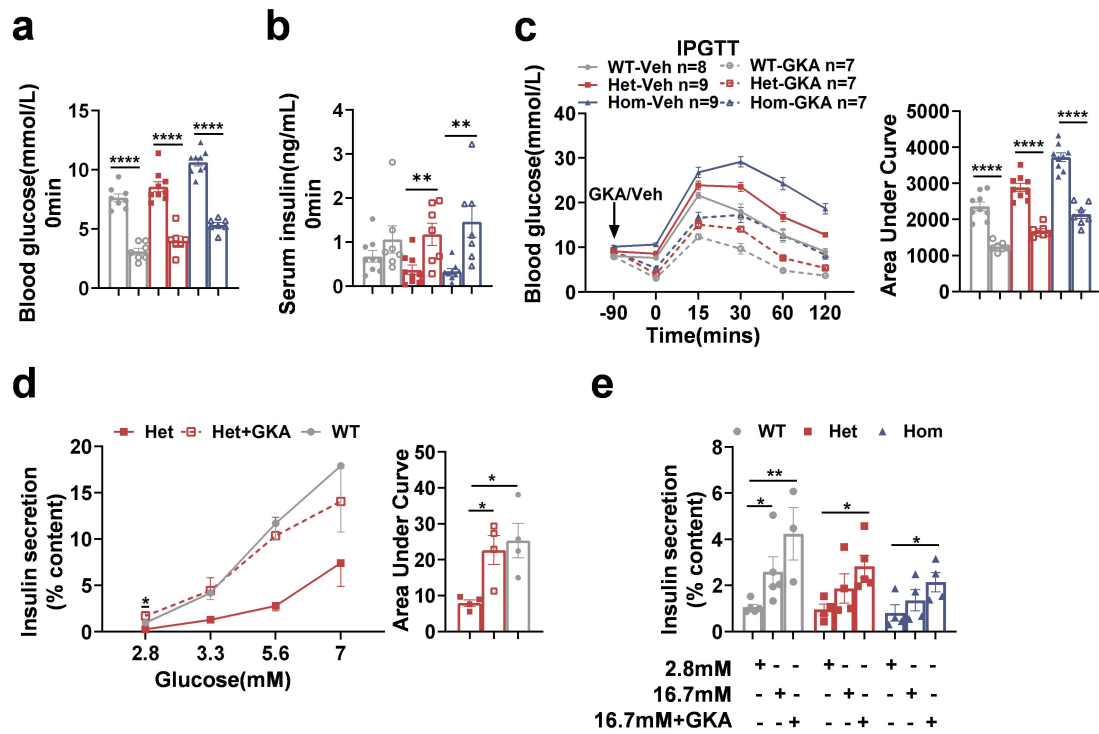 a
Blood glucose(mmol/L)
0min
15
10
5
0
****
****
****
b
Serum insulin(ng/mL)
0min
4
3
2
1
0
**
**
c
IPGTT
WT-Veh n=8
WT-GKA n=7
Het-Veh n=9
Het-GKA n=7
Hom-Veh n=9
Hom-GKA n=7
Blood glucose(mmol/L)
40
30
20
10
0
GKA/Veh
-90 0 15 30 60 120
Time(mins)
Area Under Curve
5000
4000
3000
2000
1000
0
****
****
****
d
Het Het+GKA WT
Insulin secretion
(% content)
20
15
10
5
0
*
2.8 3.3 5.6 7
Glucose(mM)
Area Under Curve
50
40
30
20
10
0
*
*
e
WT Het Hom
Insulin secretion
(% content)
8
6
4
2
0
**
*
*
*
2.8mM + - - + - - + - -
16.7mM - + - - + - - + -
16.7mM+GKA - - + - - + - - +